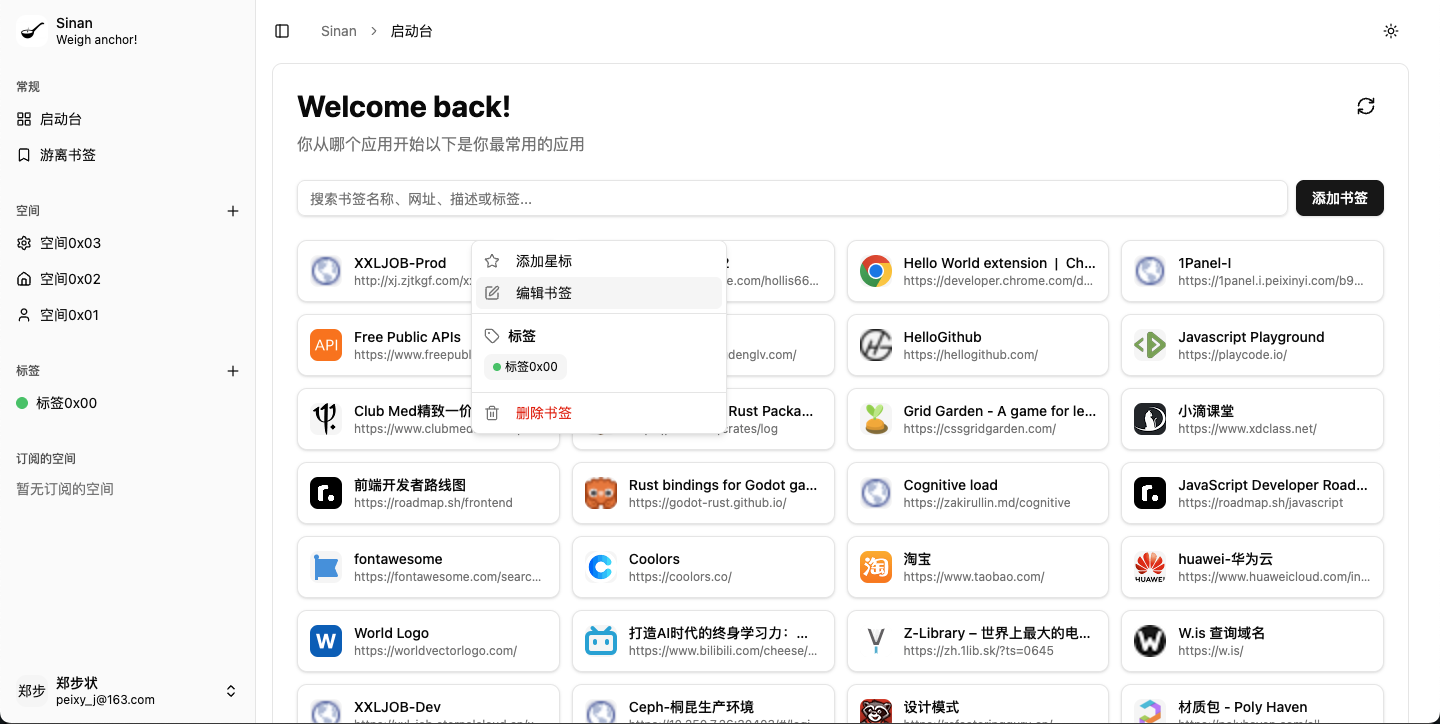 Sinan
Weigh anchor!
常规
启动台
游离书签
空间
空间0x03
空间0x02
空间0x01
标签
标签0x00
订阅的空间
暂无订阅的空间
郑步
郑步状
peixy_j@163.com
Sinan
启动台
Welcome back!
你从哪个应用开始以下是你最常用的应用
搜索书签名称、网址、描述或标签...
添加书签
XXLJOB-Prod
http://xj.zjtkgf.com/x
添加星标
编辑书签
标签
标签0x00
删除书签
om/hollis66...
Hello World extension | Ch...
https://developer.chrome.com/d...
1Panel-I
https://1panel.i.peixinyi.com/b9...
API
Free Public APIs
https://www.freepubl
denglv.com/
HelloGithub
https://hellogithub.com/
Javascript Playground
https://playcode.io/
Club Med精致一价
https://www.clubmed
Rust Packa...
rates/log
Grid Garden - A game for le...
https://cssgridgarden.com/
小滴课堂
https://www.xdclass.net/
前端开发者路线图
https://roadmap.sh/frontend
Rust bindings for Godot ga...
https://godot-rust.github.io/
Cognitive load
https://zakirullin.md/cognitive
JavaScript Developer Road...
https://roadmap.sh/javascript
fontawesome
https://fontawesome.com/searc...
Coolors
https://coolors.co/
淘
淘宝
https://www.taobao.com/
HUAWEI
huawei-华为云
https://www.huaweicloud.com/in...
W
World Logo
https://worldvectorlogo.com/
打造AI时代的终身学习力：...
https://www.bilibili.com/cheese/...
Z-Library – 世界上最大的电...
https://zh.1lib.sk/?ts=0645
W
W.is 查询域名
https://w.is/
XXLJOB-Dev
Ceph-桐昆生产环境
设计模式
材质包 - Poly Haven